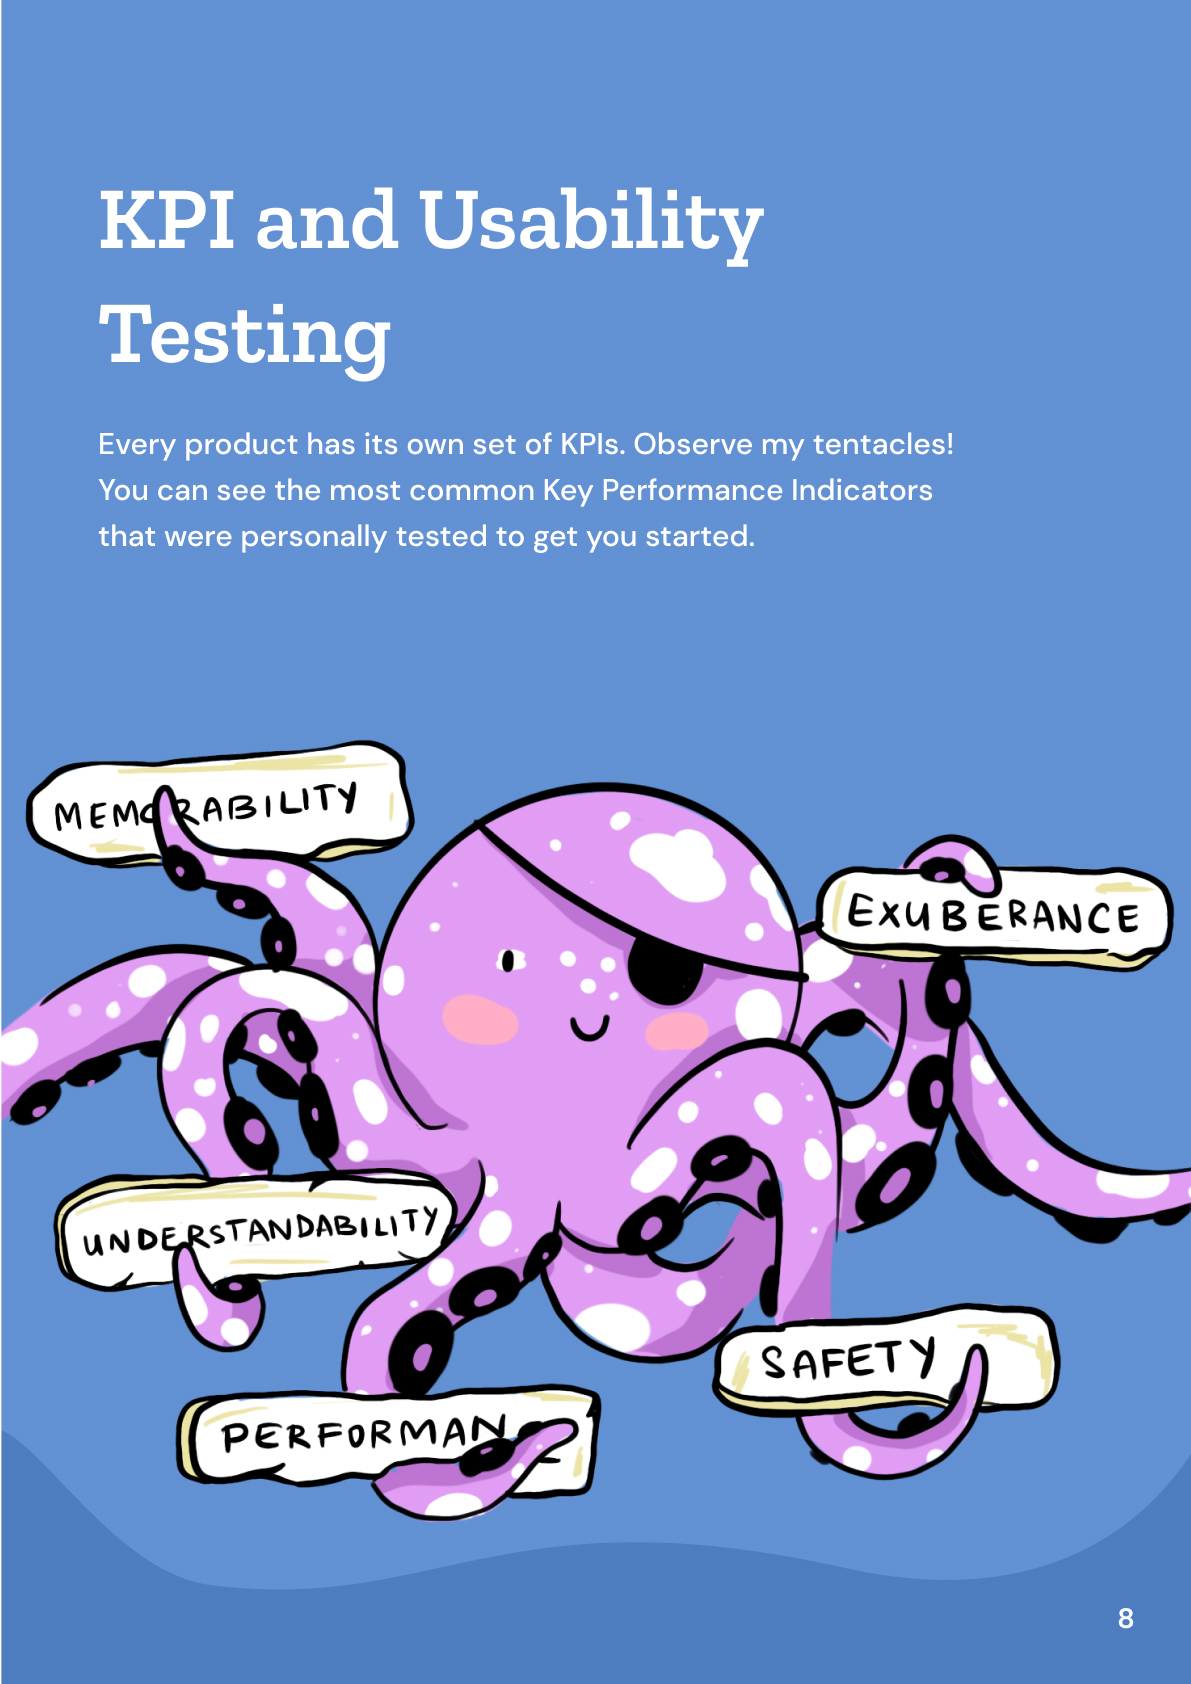 KPI and Usability
Testing
Every product has its own set of KPIs. Observe my tentacles!
You can see the most common Key Performance Indicators
that were personally tested to get you started.
MEMORABILITY
EXUBERANCE
UNDERSTANDABILITY
SAFETY
PERFORMAN
8